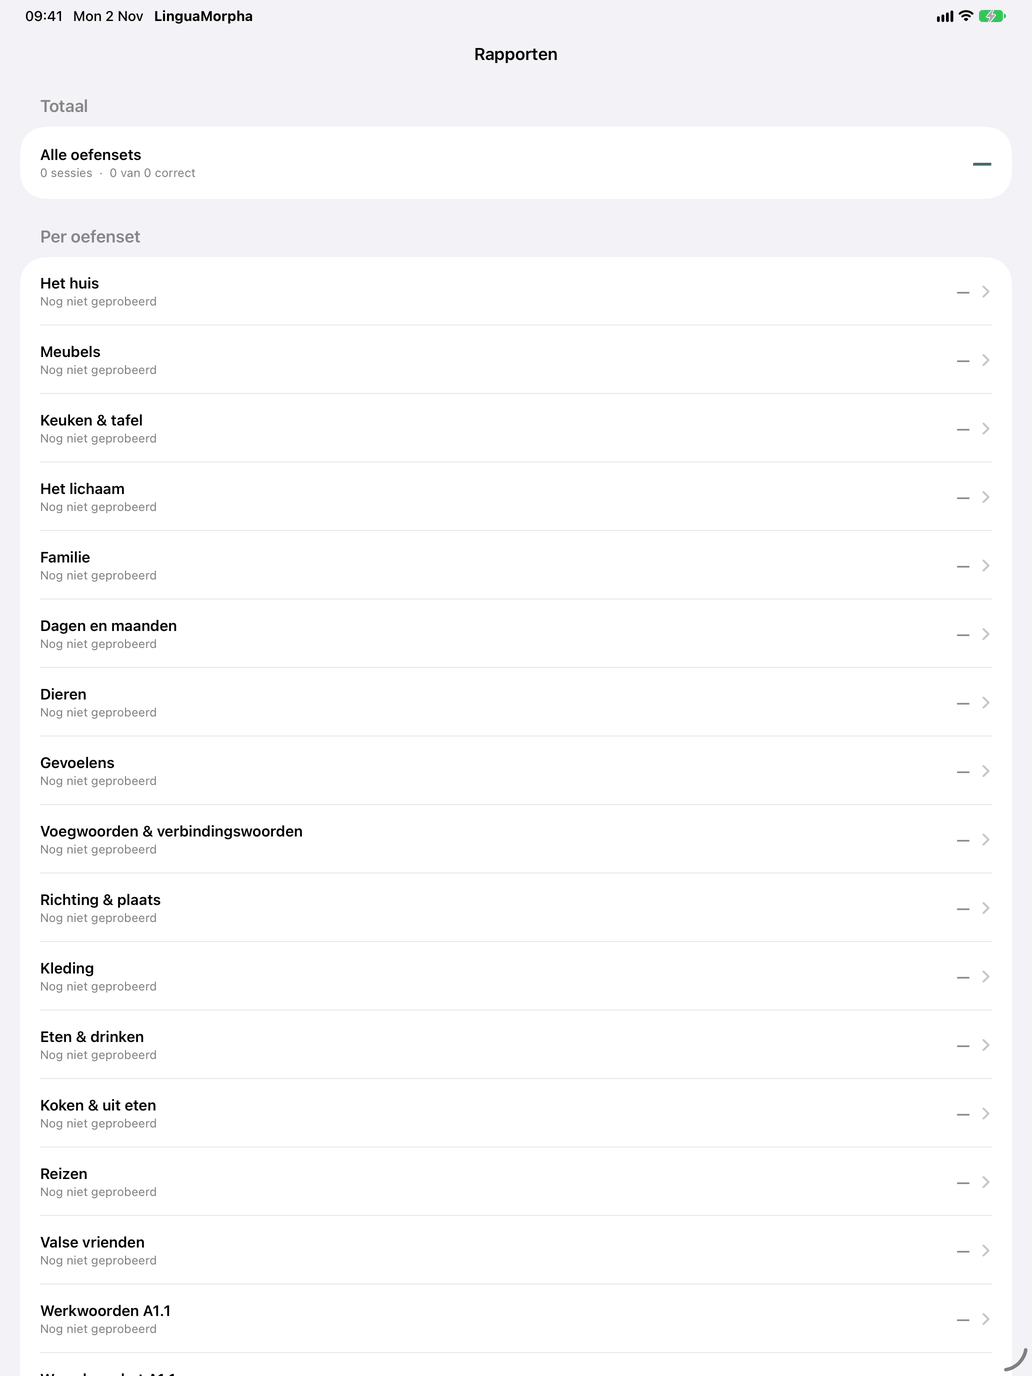 09:41 Mon 2 Nov LinguaMorpha
Rapporten
Totaal
Alle oefensets
0 sessies · 0 van 0 correct
—
Per oefenset
Het huis
Nog niet geprobeerd
—
Meubels
Nog niet geprobeerd
—
Keuken & tafel
Nog niet geprobeerd
—
Het lichaam
Nog niet geprobeerd
—
Familie
Nog niet geprobeerd
—
Dagen en maanden
Nog niet geprobeerd
—
Dieren
Nog niet geprobeerd
—
Gevoelens
Nog niet geprobeerd
—
Voegwoorden & verbindingswoorden
Nog niet geprobeerd
—
Richting & plaats
Nog niet geprobeerd
—
Kleding
Nog niet geprobeerd
—
Eten & drinken
Nog niet geprobeerd
—
Koken & uit eten
Nog niet geprobeerd
—
Reizen
Nog niet geprobeerd
—
Valse vrienden
Nog niet geprobeerd
—
Werkwoorden A1.1
Nog niet geprobeerd
—